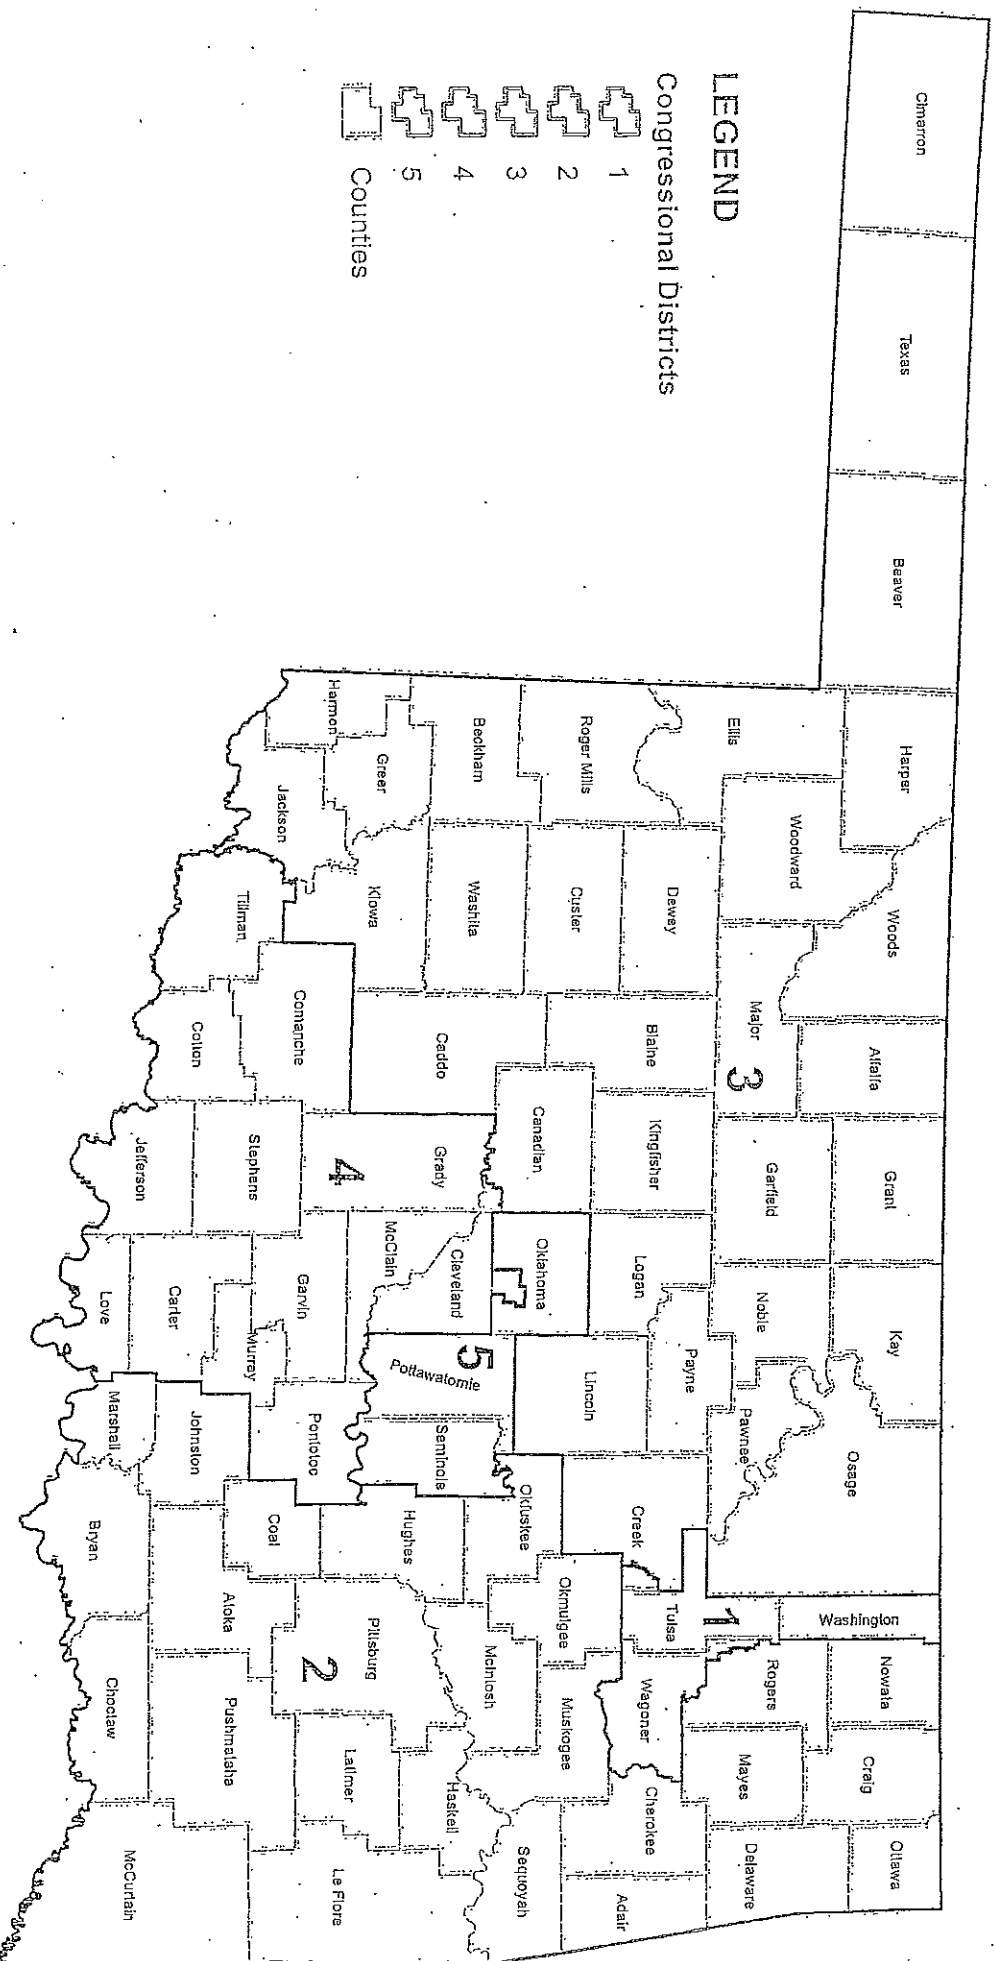 LEGEND
Congressional Districts
1
2
3
4
5
Counties
Cimarron
Texas
Beaver
Harper
Woods
Alfalfa
Grant
Kay
Osage
Washington
Nowata
Craig
Ottawa
Ellis
Woodward
Major
3
Garfield
Noble
Pawnee
1
Rogers
Mayes
Delaware
Roger Mills
Dewey
Blaine
Kingfisher
Logan
Payne
Creek
Tulsa
Wagoner
Cherokee
Adair
Beckham
Custer
Canadian
Oklahoma
Lincoln
Okfuskee
Okmulgee
Muskogee
Sequoyah
Washita
Caddo
Grady
Cleveland
5
Pottawatomie
Seminole
McIntosh
Haskell
Harmon
Greer
Kiowa
McClain
Hughes
Pittsburg
Latimer
Le Flore
Jackson
Tillman
Comanche
4
Garvin
Pontotoc
Coal
2
Cotton
Stephens
Murray
Johnston
Atoka
Pushmataha
McCurtain
Jefferson
Carter
Love
Marshall
Bryan
Choctaw